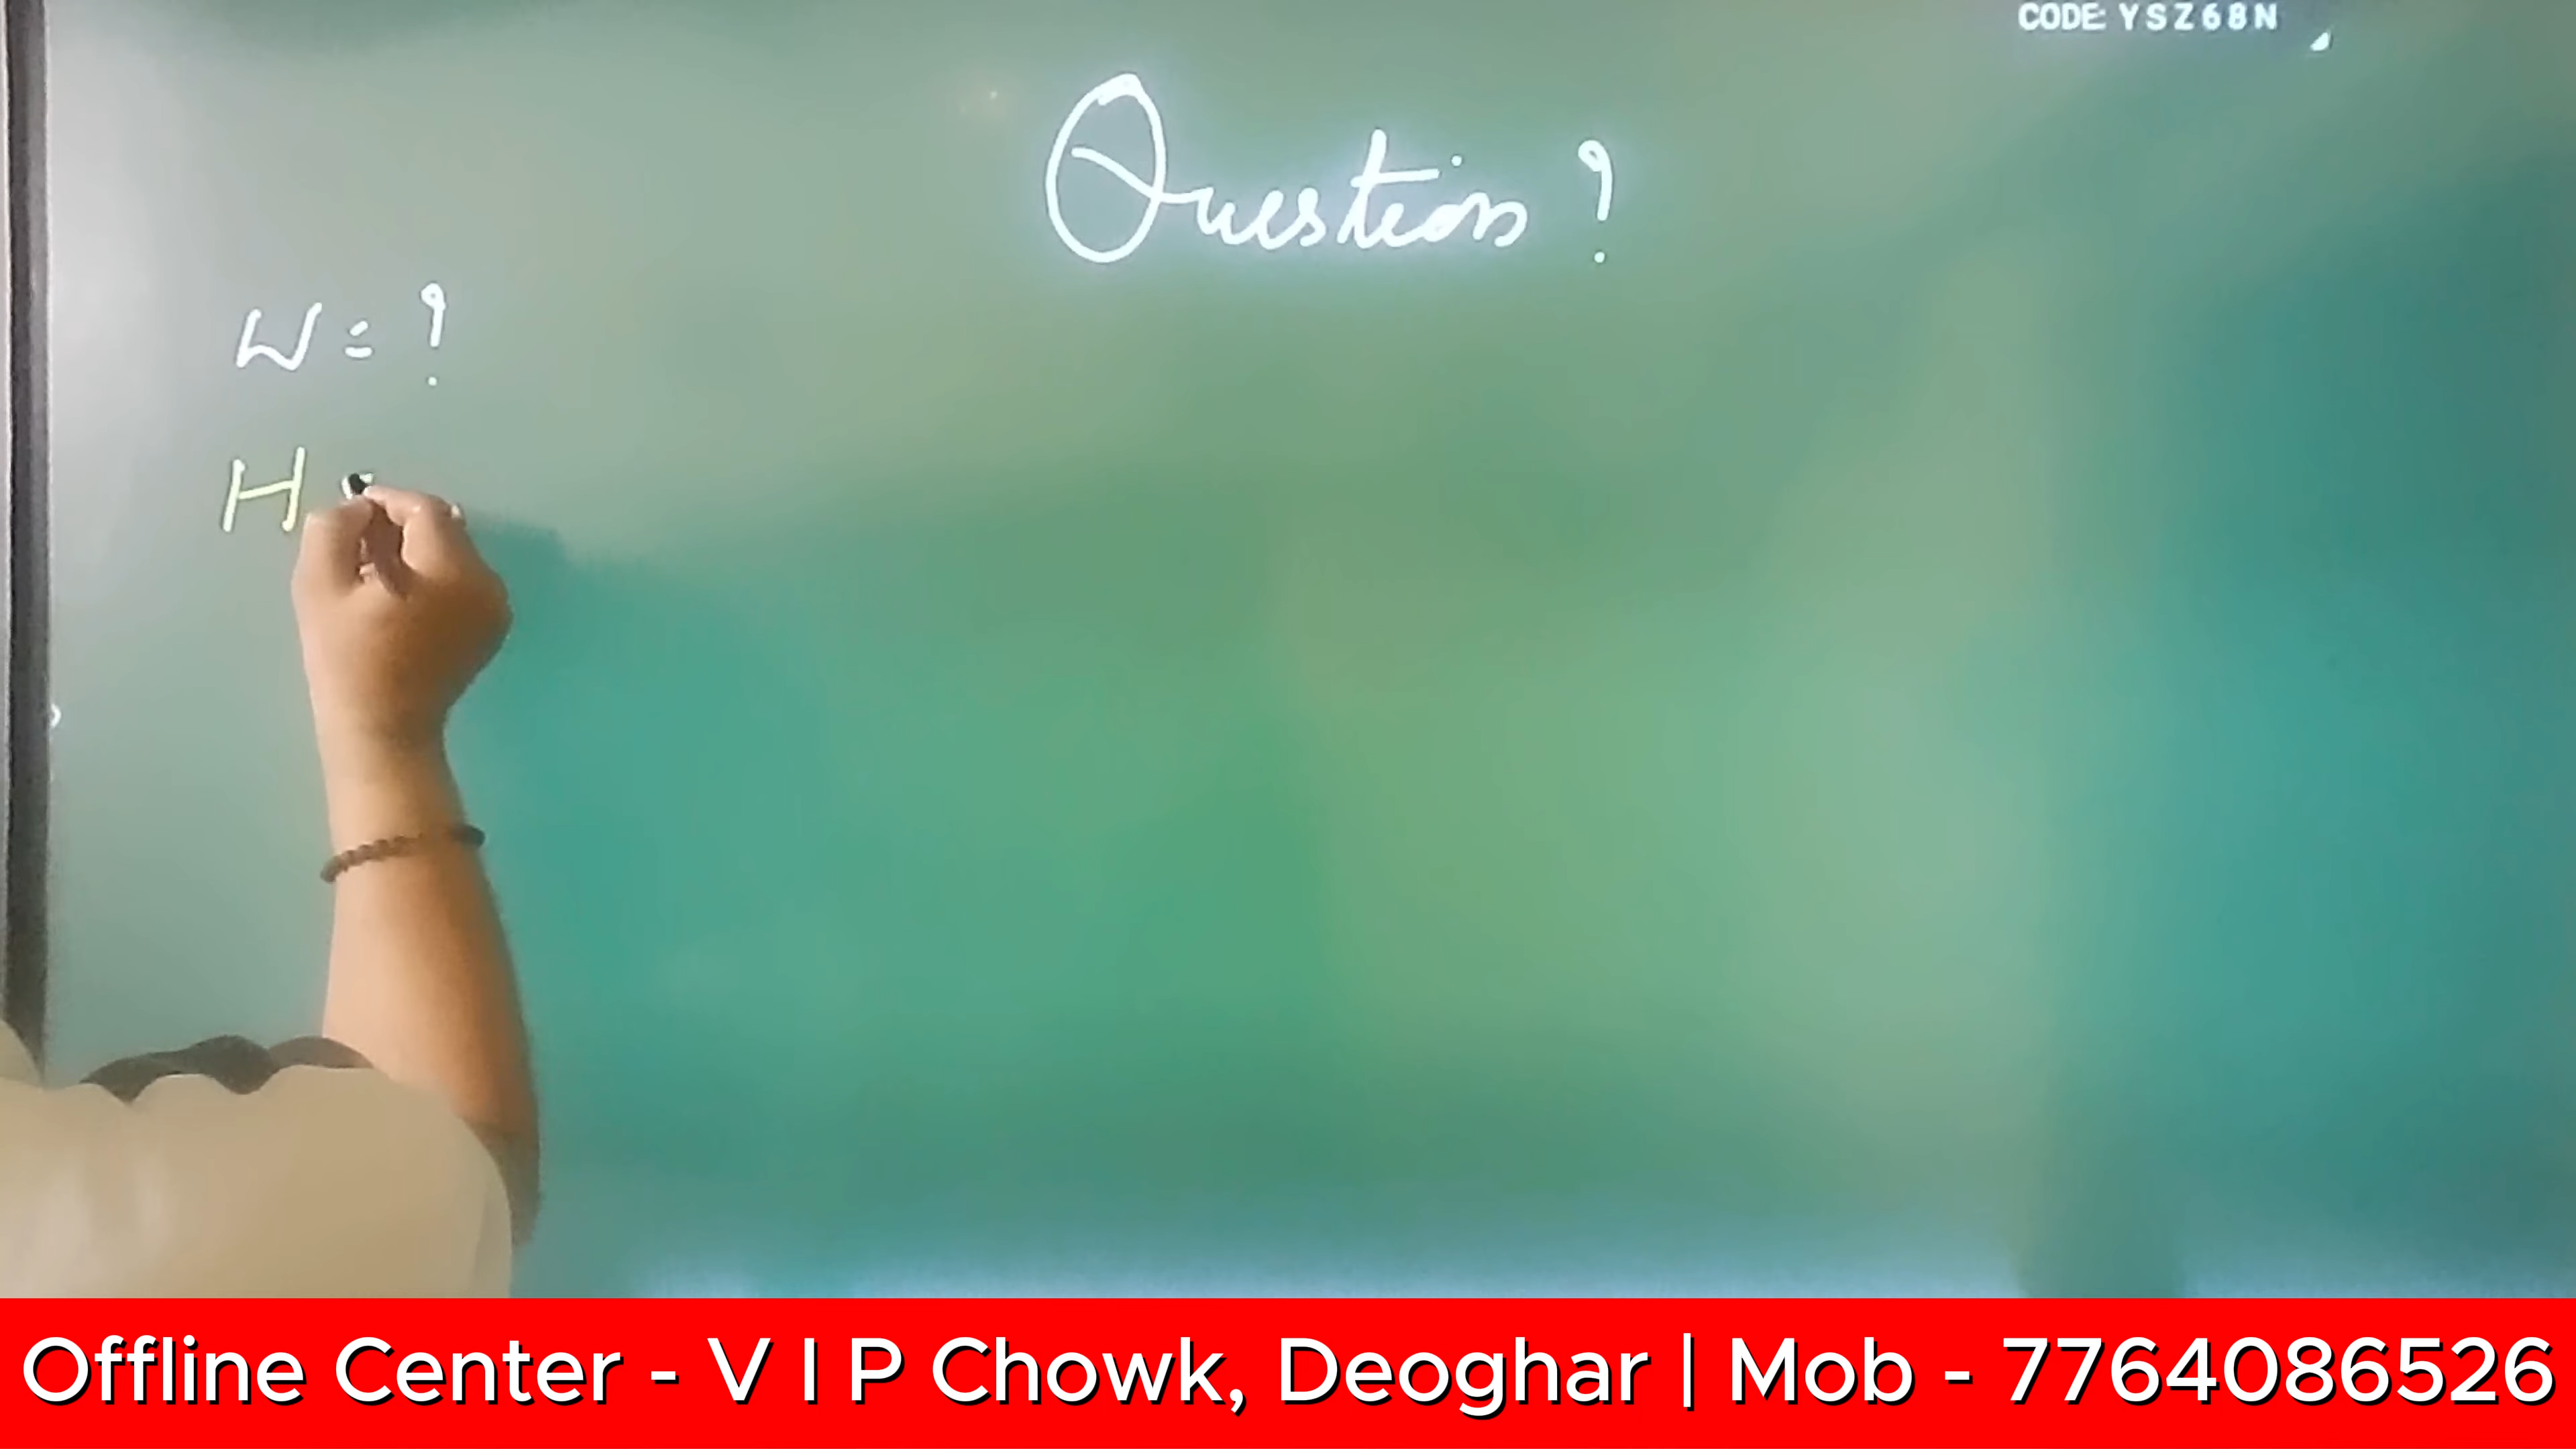 CODE: YSZ68N
Question ?
W = ?
H =
Offline Center - V I P Chowk, Deoghar | Mob - 7764086526